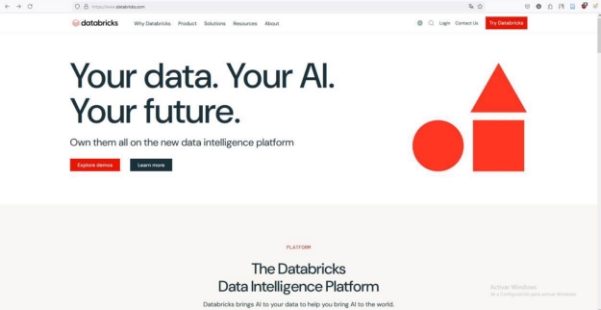 https://www.databricks.com
databricks
Why Databricks Product Solutions Resources About
Login Contact Us Try Databricks
Your data. Your AI.
Your future.
Own them all on the new data intelligence platform
Explore demos Learn more
PLATFORM
The Databricks
Data Intelligence Platform
Databricks brings AI to your data to help you bring AI to the world.
Activar Windows
Ve a Configuración para activar Windows.